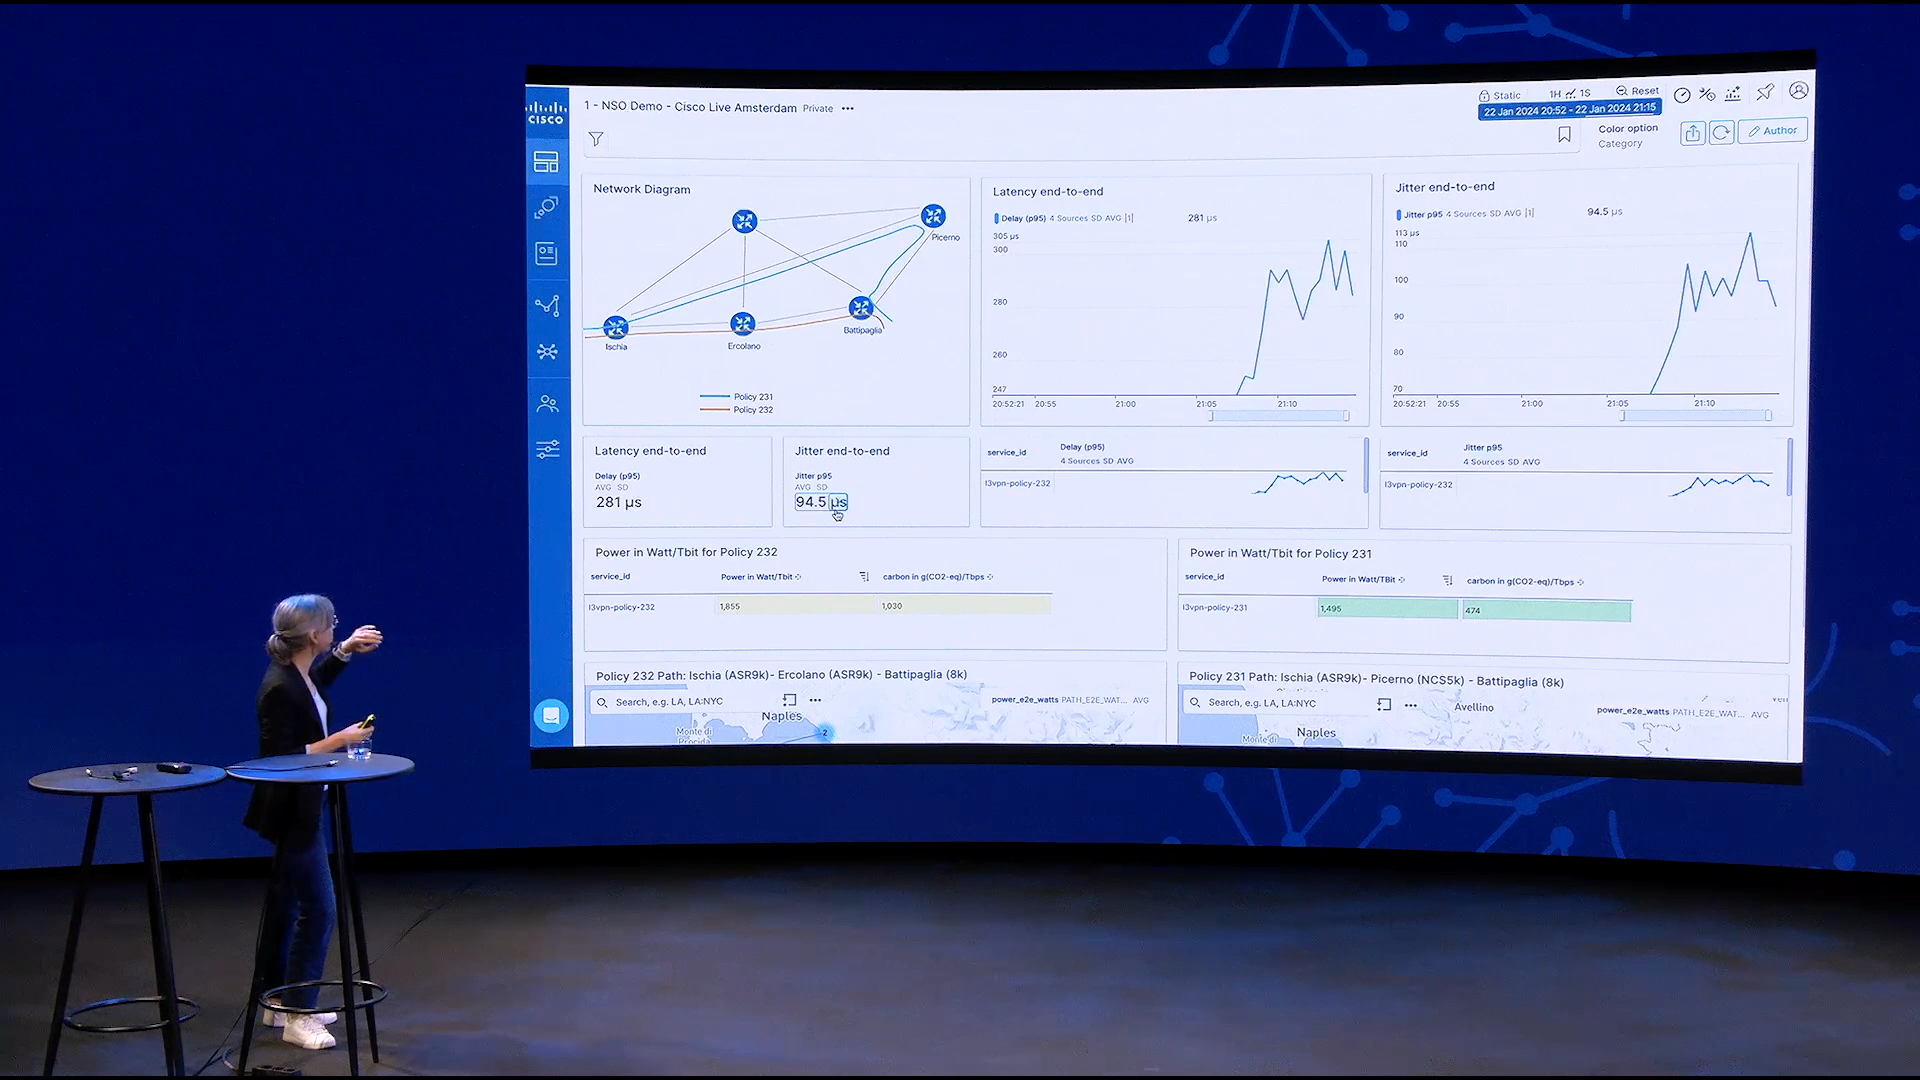 CISCO
1 - NSO Demo - Cisco Live Amsterdam Private
Static 1H 1S Reset
22 Jan 2024 20:52 - 22 Jan 2024 21:15
Color option
Category
Author
Network Diagram
Picerno
Battipaglia
Ischia
Ercolano
Policy 231
Policy 232
Latency end-to-end
Delay (p95) 4 Sources SD AVG |1|
281 µs
305 µs
300
280
260
247
20:52:21 20:55 21:00 21:05 21:10
Jitter end-to-end
Jitter p95 4 Sources SD AVG |1|
94.5 µs
113 µs
110
100
90
80
70
20:52:21 20:55 21:00 21:05 21:10
Latency end-to-end
Delay (p95)
AVG SD
281 µs
Jitter end-to-end
Jitter p95
AVG SD
94.5 µs
service_id
Delay (p95)
4 Sources SD AVG
l3vpn-policy-232
service_id
Jitter p95
4 Sources SD AVG
l3vpn-policy-232
Power in Watt/Tbit for Policy 232
service_id Power in Watt/Tbit carbon in g(CO2-eq)/Tbps
l3vpn-policy-232 1,855 1,030
Power in Watt/Tbit for Policy 231
service_id Power in Watt/TBit carbon in g(CO2-eq)/Tbps
l3vpn-policy-231 1,495 474
Policy 232 Path: Ischia (ASR9k)- Ercolano (ASR9k) - Battipaglia (8k)
Search, e.g. LA, LA:NYC
power_e2e_watts PATH_E2E_WAT... AVG
Naples
Monte di
Procida
2
Policy 231 Path: Ischia (ASR9k)- Picerno (NCS5k) - Battipaglia (8k)
Search, e.g. LA, LA:NYC
Avellino
power_e2e_watts PATH_E2E_WAT... AVG
Naples
Monte di